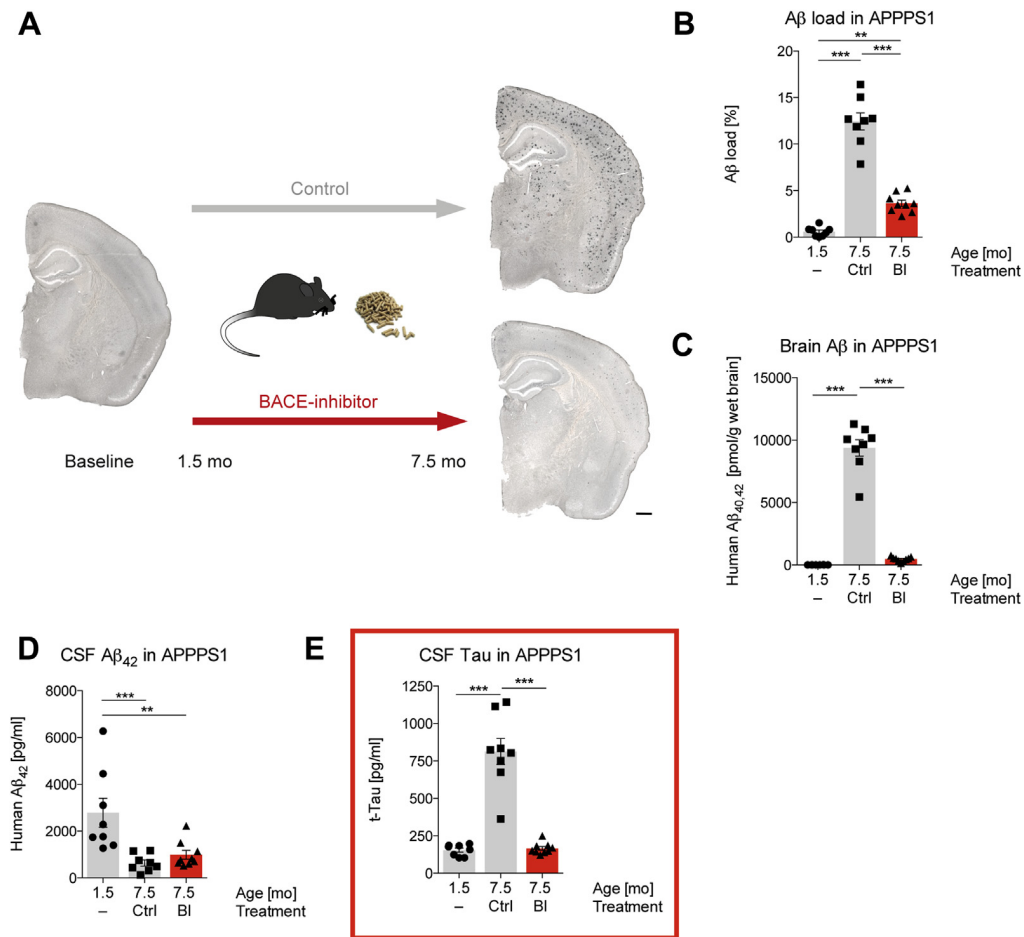 A
Control
BACE-inhibitor
Baseline
1.5 mo
7.5 mo
B
Aβ load in APPPS1
**
*** ***
Aβ load [%]
20
15
10
5
0
1.5 7.5 7.5 Age [mo]
– Ctrl BI Treatment
C
Brain Aβ in APPPS1
*** ***
Human Aβ40,42 [pmol/g wet brain]
15000
10000
5000
0
1.5 7.5 7.5 Age [mo]
– Ctrl BI Treatment
D
CSF Aβ42 in APPPS1
***
**
Human Aβ42 [pg/ml]
8000
6000
4000
2000
0
1.5 7.5 7.5 Age [mo]
– Ctrl BI Treatment
E
CSF Tau in APPPS1
*** ***
t-Tau [pg/ml]
1250
1000
750
500
250
0
1.5 7.5 7.5 Age [mo]
– Ctrl BI Treatment